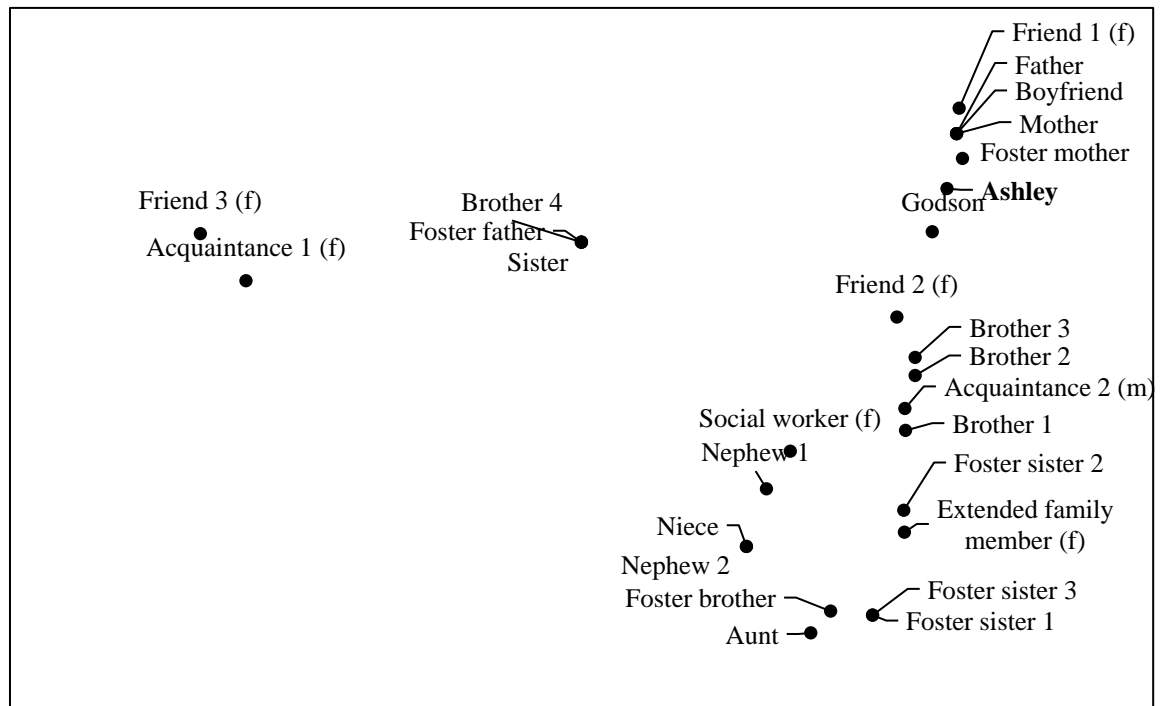 Friend 1 (f)
Father
Boyfriend
Mother
Foster mother
Ashley
Godson
Friend 3 (f)
Brother 4
Foster father
Acquaintance 1 (f)
Sister
Friend 2 (f)
Brother 3
Brother 2
Acquaintance 2 (m)
Social worker (f)
Brother 1
Nephew 1
Foster sister 2
Extended family
member (f)
Niece
Nephew 2
Foster brother
Foster sister 3
Foster sister 1
Aunt